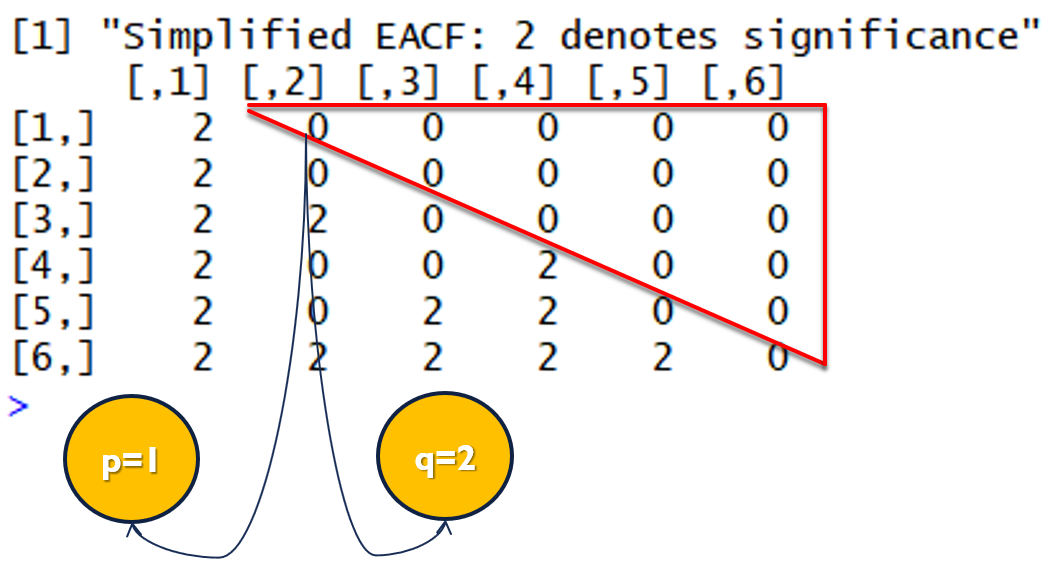 [1] "Simplified EACF: 2 denotes significance"
[,1] [,2] [,3] [,4] [,5] [,6]
[1,] 2 0 0 0 0 0
[2,] 2 0 0 0 0 0
[3,] 2 2 0 0 0 0
[4,] 2 0 0 2 0 0
[5,] 2 0 2 2 0 0
[6,] 2 2 2 2 2 0
>
p=1 q=2